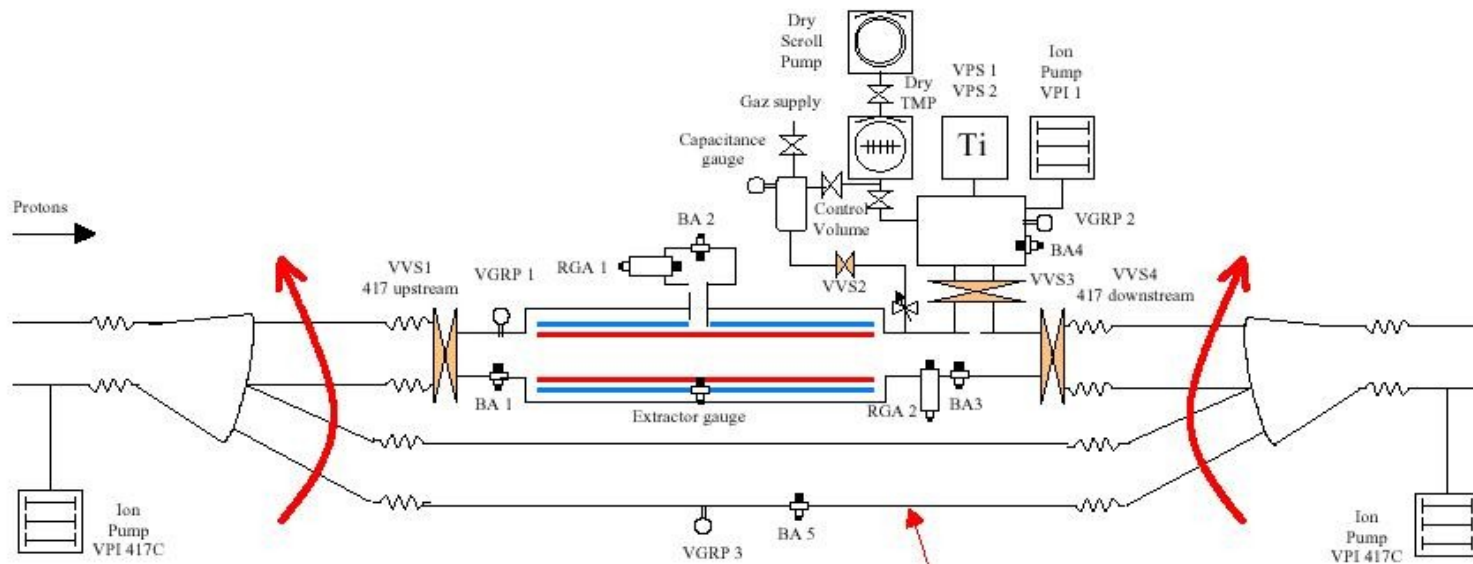 Dry
Scroll
Pump
Dry
TMP
VPS 1
VPS 2
Ion
Pump
VPI 1
Gaz supply
Capacitance
gauge
Ti
Protons
Control
Volume
VGRP 2
BA4
BA 2
RGA 1
VVS1
417 upstream
VGRP 1
VVS2
VVS3
VVS4
417 downstream
BA 1
Extractor gauge
RGA 2
BA3
Ion
Pump
VPI 417C
VGRP 3
BA 5
Ion
Pump
VPI 417C